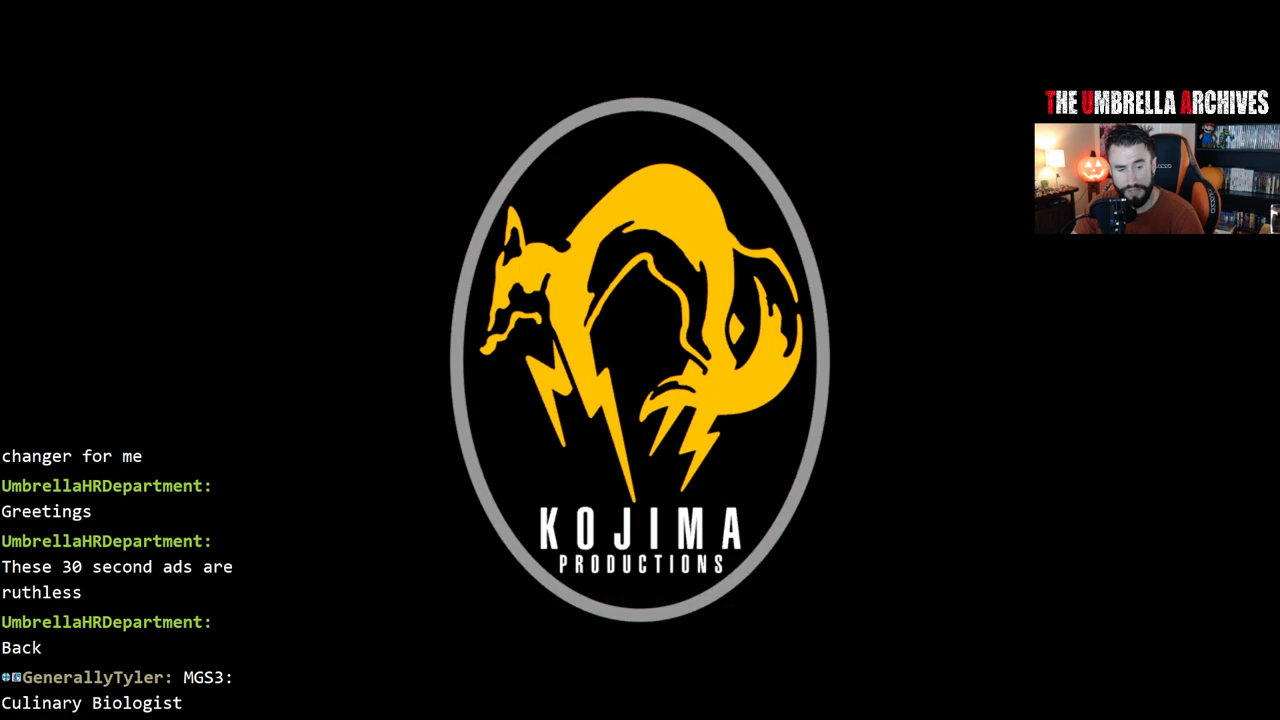 THE UMBRELLA ARCHIVES
KOJIMA
PRODUCTIONS
changer for me
UmbrellaHRDepartment:
Greetings
UmbrellaHRDepartment:
These 30 second ads are
ruthless
UmbrellaHRDepartment:
Back
GenerallyTyler: MGS3:
Culinary Biologist